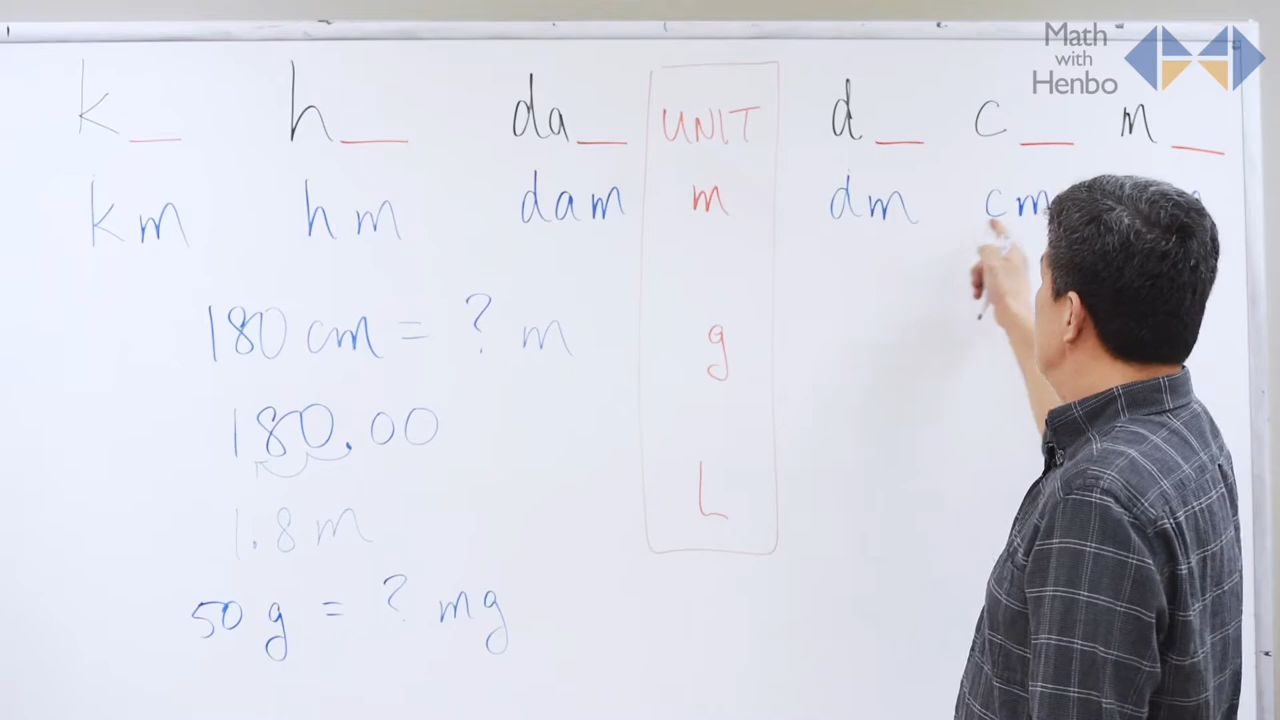 Math
with
Henbo
k_ h_ da_ UNIT d_ c_ m_
km hm dam m dm cm
180 cm = ? m
g
180.00
L
1.8 m
50 g = ? mg